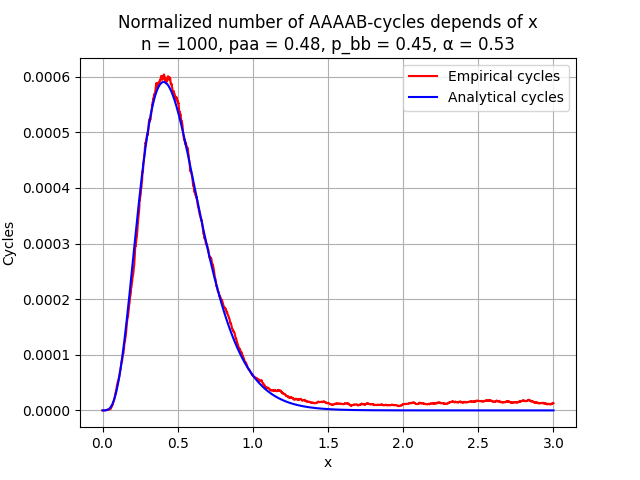 Normalized number of AAAAB-cycles depends of x
n = 1000, paa = 0.48, p_bb = 0.45, α = 0.53
Empirical cycles
Analytical cycles
Cycles
0.0006
0.0005
0.0004
0.0003
0.0002
0.0001
0.0000
0.0 0.5 1.0 1.5 2.0 2.5 3.0
x